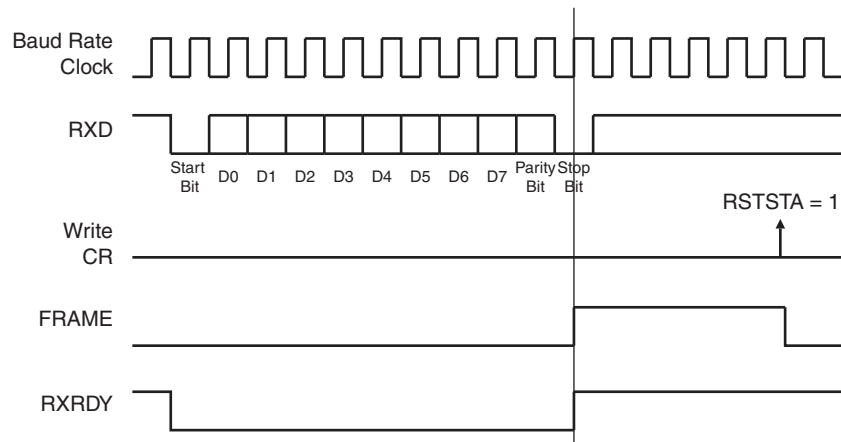 Baud Rate
Clock
RXD
Start
Bit
D0 D1 D2 D3 D4 D5 D6 D7
Parity
Bit
Stop
Bit
RSTSTA = 1
Write
CR
FRAME
RXRDY